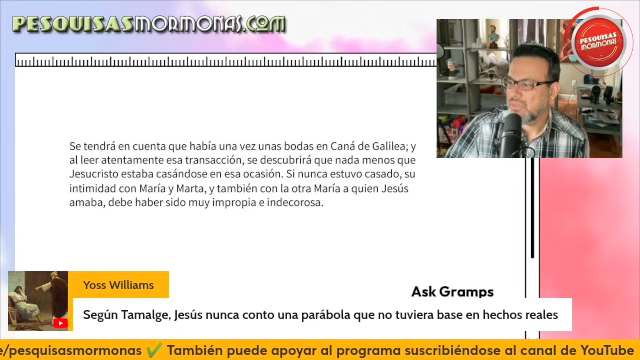 PESQUISASMORMONAS.COM
PESQUISAS
MORMONAS
Se tendrá en cuenta que había una vez unas bodas en Caná de Galilea; y
al leer atentamente esa transacción, se descubrirá que nada menos que
Jesucristo estaba casándose en esa ocasión. Si nunca estuvo casado, su
intimidad con María y Marta, y también con la otra María a quien Jesús
amaba, debe haber sido muy impropia e indecorosa.
Ask Gramps
Yoss Williams
Según Tamalge, Jesús nunca conto una parábola que no tuviera base en hechos reales
e/pesquisasmormonas ✔ También puede apoyar al programa suscribiéndose al canal de YouTube